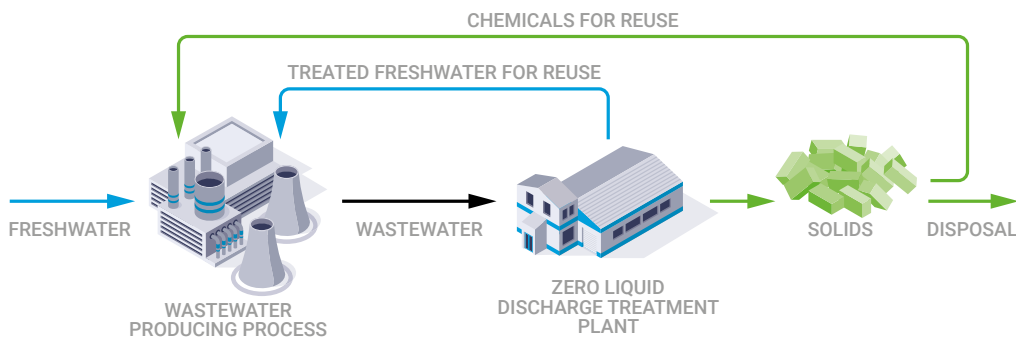 CHEMICALS FOR REUSE
TREATED FRESHWATER FOR REUSE
FRESHWATER
WASTEWATER
SOLIDS
DISPOSAL
WASTEWATER
PRODUCING PROCESS
ZERO LIQUID
DISCHARGE TREATMENT
PLANT